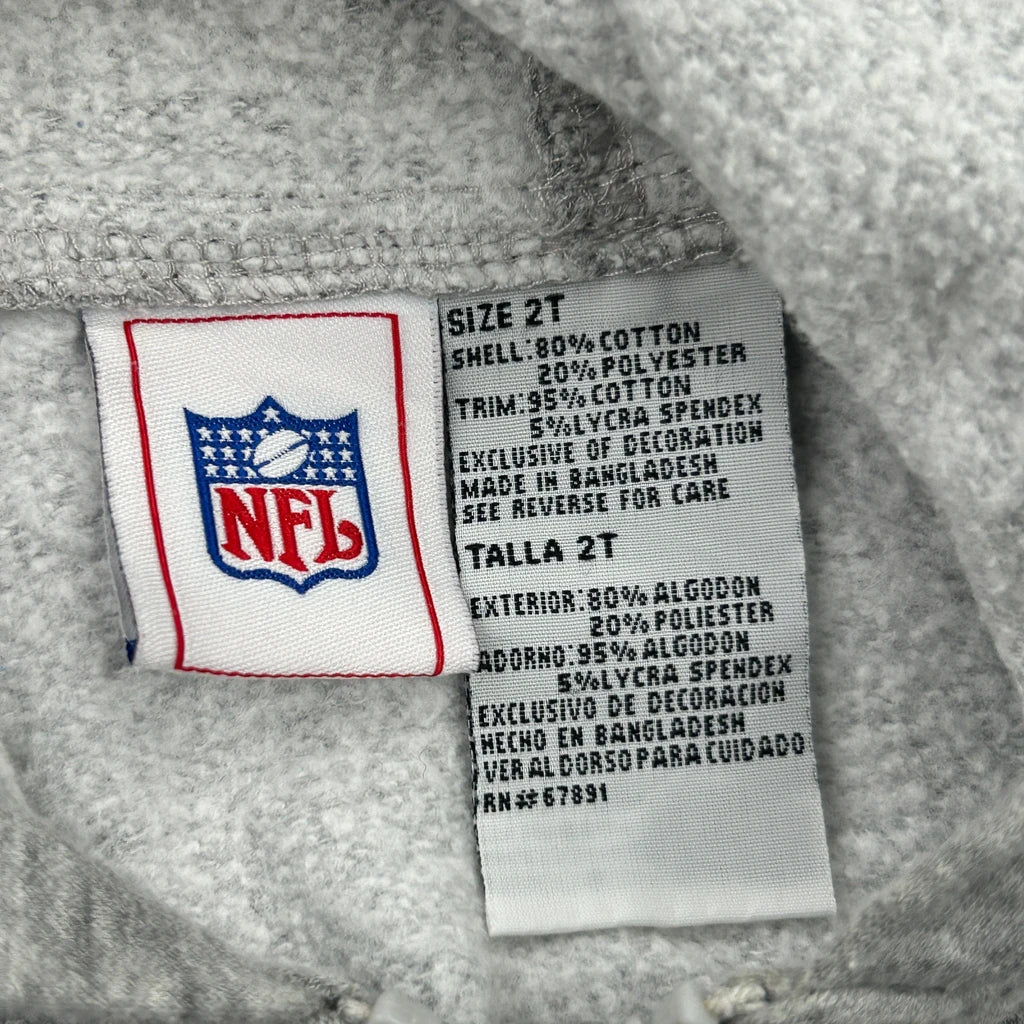 NFL
SIZE 2T
SHELL:80% COTTON
20% POLYESTER
TRIM:95% COTTON
5%LYCRA SPENDEX
EXCLUSIVE OF DECORATION
MADE IN BANGLADESH
SEE REVERSE FOR CARE
TALLA 2T
EXTERIOR:80% ALGODON
20% POLIESTER
ADORNO:95% ALGODON
5%LYCRA SPENDEX
EXCLUSIVO DE DECORACION
HECHO EN BANGLADESH
VER AL DORSO PARA CUIDADO
RN#67891